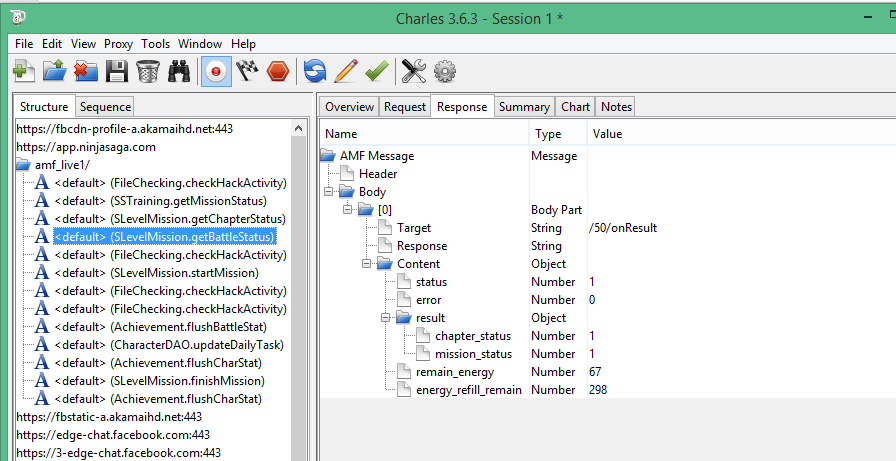 Charles 3.6.3 - Session 1 *
File Edit View Proxy Tools Window Help
Structure Sequence
https://fbcdn-profile-a.akamaihd.net:443
https://app.ninjasaga.com
amf_live1/
A <default> (FileChecking.checkHackActivity)
A <default> (SSTraining.getMissionStatus)
A <default> (SLevelMission.getChapterStatus)
A <default> (SLevelMission.getBattleStatus)
A <default> (FileChecking.checkHackActivity)
A <default> (SLevelMission.startMission)
A <default> (FileChecking.checkHackActivity)
A <default> (FileChecking.checkHackActivity)
A <default> (Achievement.flushBattleStat)
A <default> (CharacterDAO.updateDailyTask)
A <default> (Achievement.flushCharStat)
A <default> (SLevelMission.finishMission)
A <default> (Achievement.flushCharStat)
https://fbstatic-a.akamaihd.net:443
https://edge-chat.facebook.com:443
https://3-edge-chat.facebook.com:443
Overview Request Response Summary Chart Notes
Name Type Value
AMF Message Message
Header
Body
[0] Body Part
Target String /50/onResult
Response String
Content Object
status Number 1
error Number 0
result Object
chapter_status Number 1
mission_status Number 1
remain_energy Number 67
energy_refill_remain Number 298